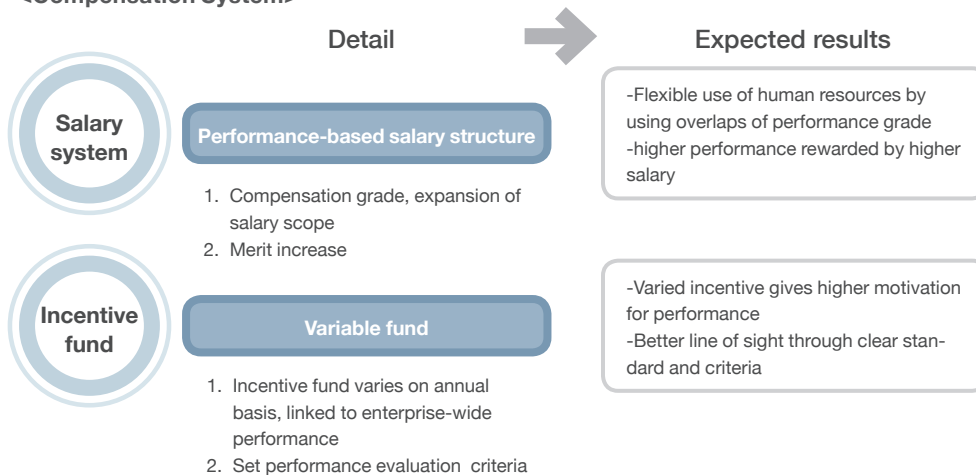 <Compensation System>
Detail
Expected results
Salary
system
Performance-based salary structure
1. Compensation grade, expansion of
salary scope
2. Merit increase
-Flexible use of human resources by
using overlaps of performance grade
-higher performance rewarded by higher
salary
Incentive
fund
Variable fund
1. Incentive fund varies on annual
basis, linked to enterprise-wide
performance
2. Set performance evaluation criteria
-Varied incentive gives higher motivation
for performance
-Better line of sight through clear stan-
dard and criteria